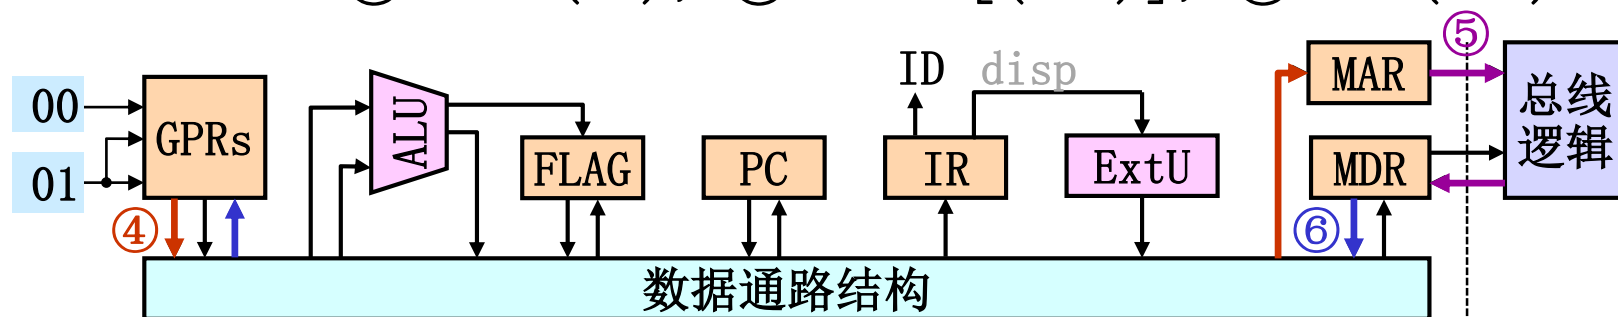 00
01
GPRs
ALU
FLAG
PC
ID
disp
IR
ExtU
MAR
MDR
⑤
总线
逻辑
④
⑥
数据通路结构